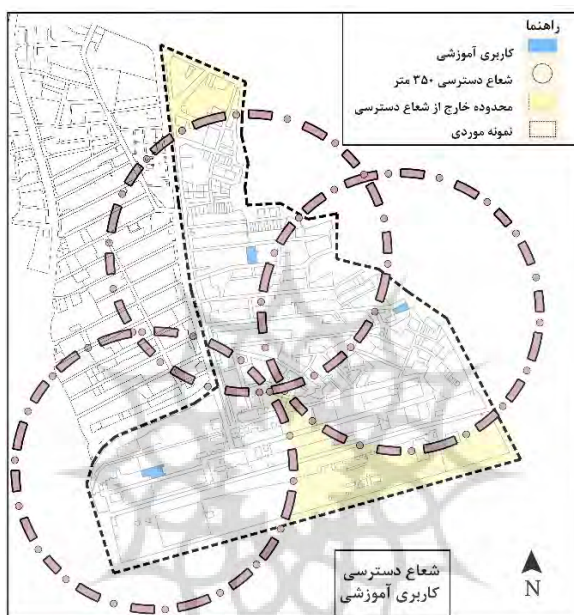 راهنما
کاربری آموزشی
شعاع دسترسی ۳۵۰ متر
محدوده خارج از شعاع دسترسی
نمونه موردی
شعاع دسترسی
کاربری آموزشی
N